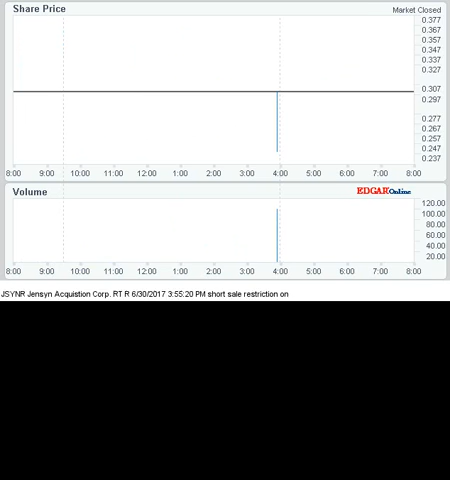 Share Price
Market Closed
0.377
0.367
0.357
0.347
0.337
0.327
0.307
0.297
0.277
0.267
0.257
0.247
0.237
8:00 9:00 10:00 11:00 12:00 1:00 2:00 3:00 4:00 5:00 6:00 7:00 8:00
Volume
EDGAROnline
120.00
100.00
80.00
60.00
40.00
20.00
8:00 9:00 10:00 11:00 12:00 1:00 2:00 3:00 4:00 5:00 6:00 7:00 8:00
JSYNR Jensyn Acquistion Corp. RT R 6/30/2017 3:55:20 PM short sale restriction on